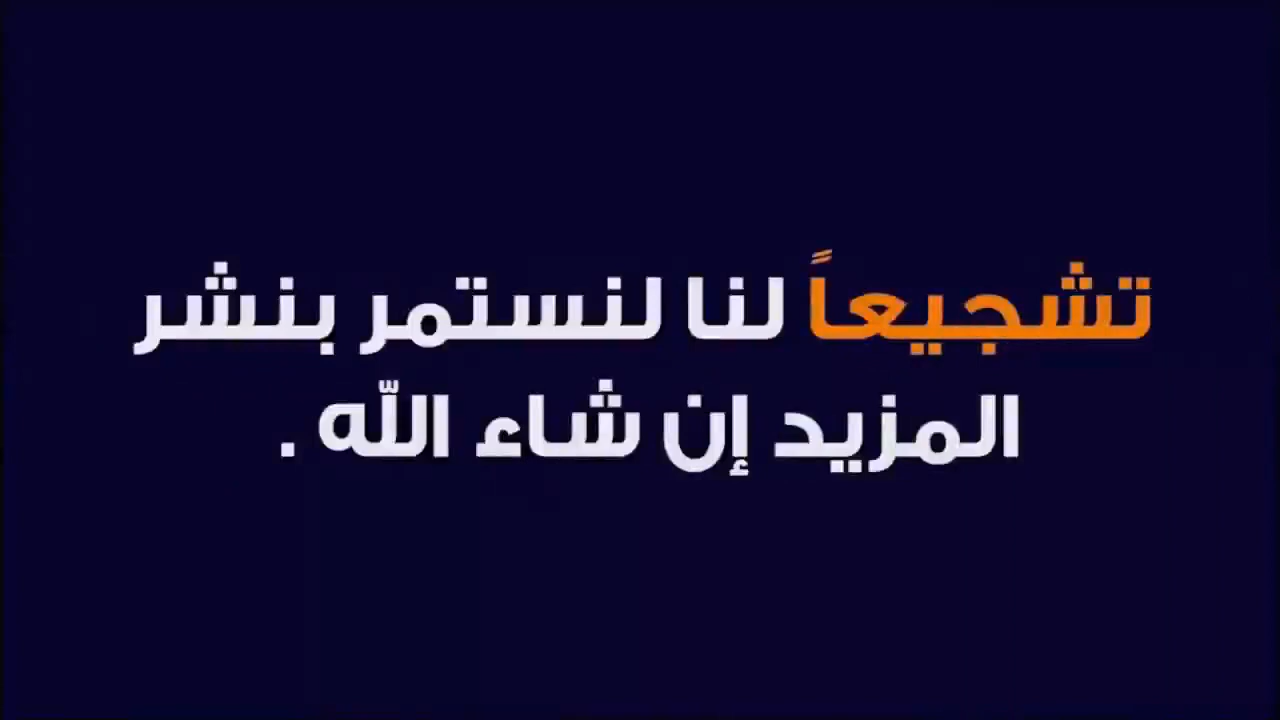 تشجيعاً لنا لنستمر بنشر
المزيد إن شاء اللّه .